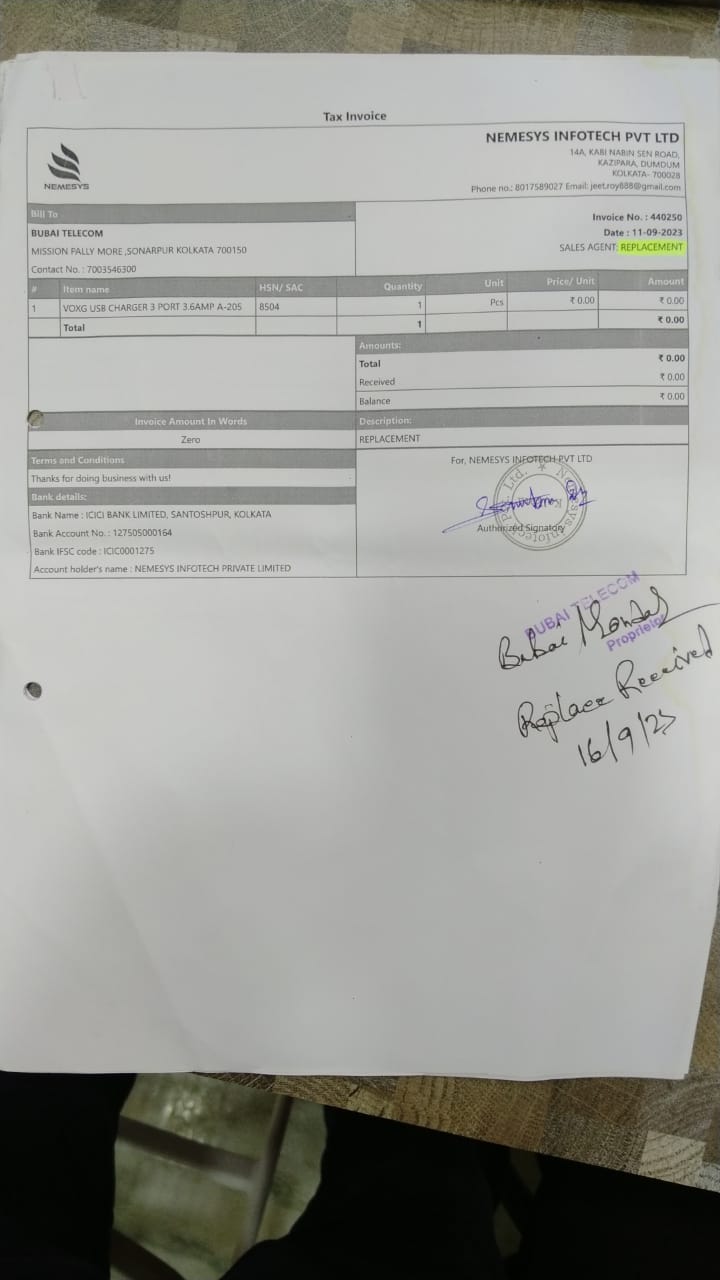 Tax Invoice
NEMESYS
NEMESYS INFOTECH PVT LTD
14A, KABI NABIN SEN ROAD,
KAZIPARA, DUMDUM
KOLKATA- 700028
Phone no.: 8017589027 Email: jeet.roy888@gmail.com
Bill To
BUBAI TELECOM
MISSION PALLY MORE ,SONARPUR KOLKATA 700150
Contact No. : 7003546300
Invoice No. : 440250
Date : 11-09-2023
SALES AGENT: REPLACEMENT
# Item name HSN/ SAC Quantity Unit Price/ Unit Amount
1 VOXG USB CHARGER 3 PORT 3.6AMP A-205 8504 1 Pcs ₹ 0.00 ₹ 0.00
Total 1 ₹ 0.00
Amounts:
Total ₹ 0.00
Received ₹ 0.00
Balance ₹ 0.00
Invoice Amount In Words
Zero
Description:
REPLACEMENT
Terms and Conditions
Thanks for doing business with us!
Bank details:
Bank Name : ICICI BANK LIMITED, SANTOSHPUR, KOLKATA
Bank Account No. : 127505000164
Bank IFSC code : ICIC0001275
Account holder's name : NEMESYS INFOTECH PRIVATE LIMITED
For, NEMESYS INFOTECH PVT LTD
Nemesys Infotech Ltd.
Authorized Signatory
BUBAI TELECOM
Bubai Mondal
Proprietor
Replace Received
16/9/23